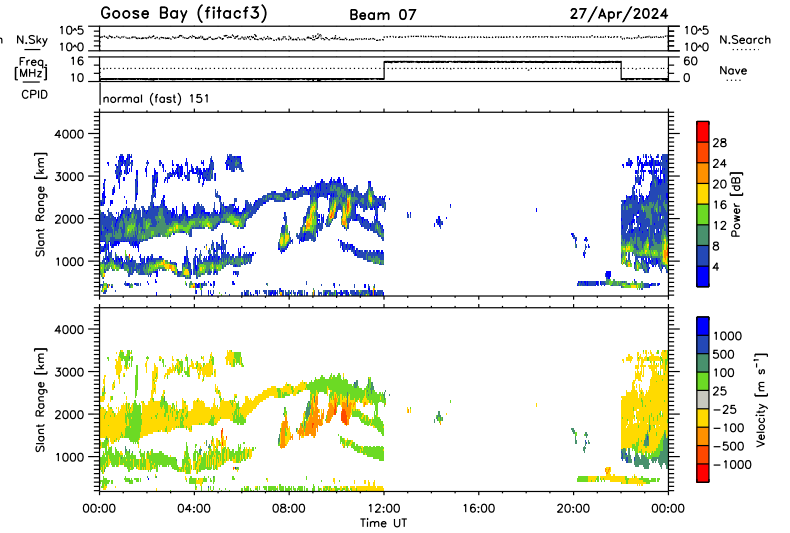 Goose Bay (fitacf3) Beam 07 27/Apr/2024
n N.Sky 10^5 10^0 10^5 10^0 N.Search
Freq. [MHz] 16 10 60 0 Nave
CPID normal (fast) 151
Slant Range [km] 4000 3000 2000 1000
Power [dB] 28 24 20 16 12 8 4
Slant Range [km] 4000 3000 2000 1000
Velocity [m s⁻¹] 1000 500 100 25 −25 −100 −500 −1000
00:00 04:00 08:00 12:00 16:00 20:00 00:00
Time UT